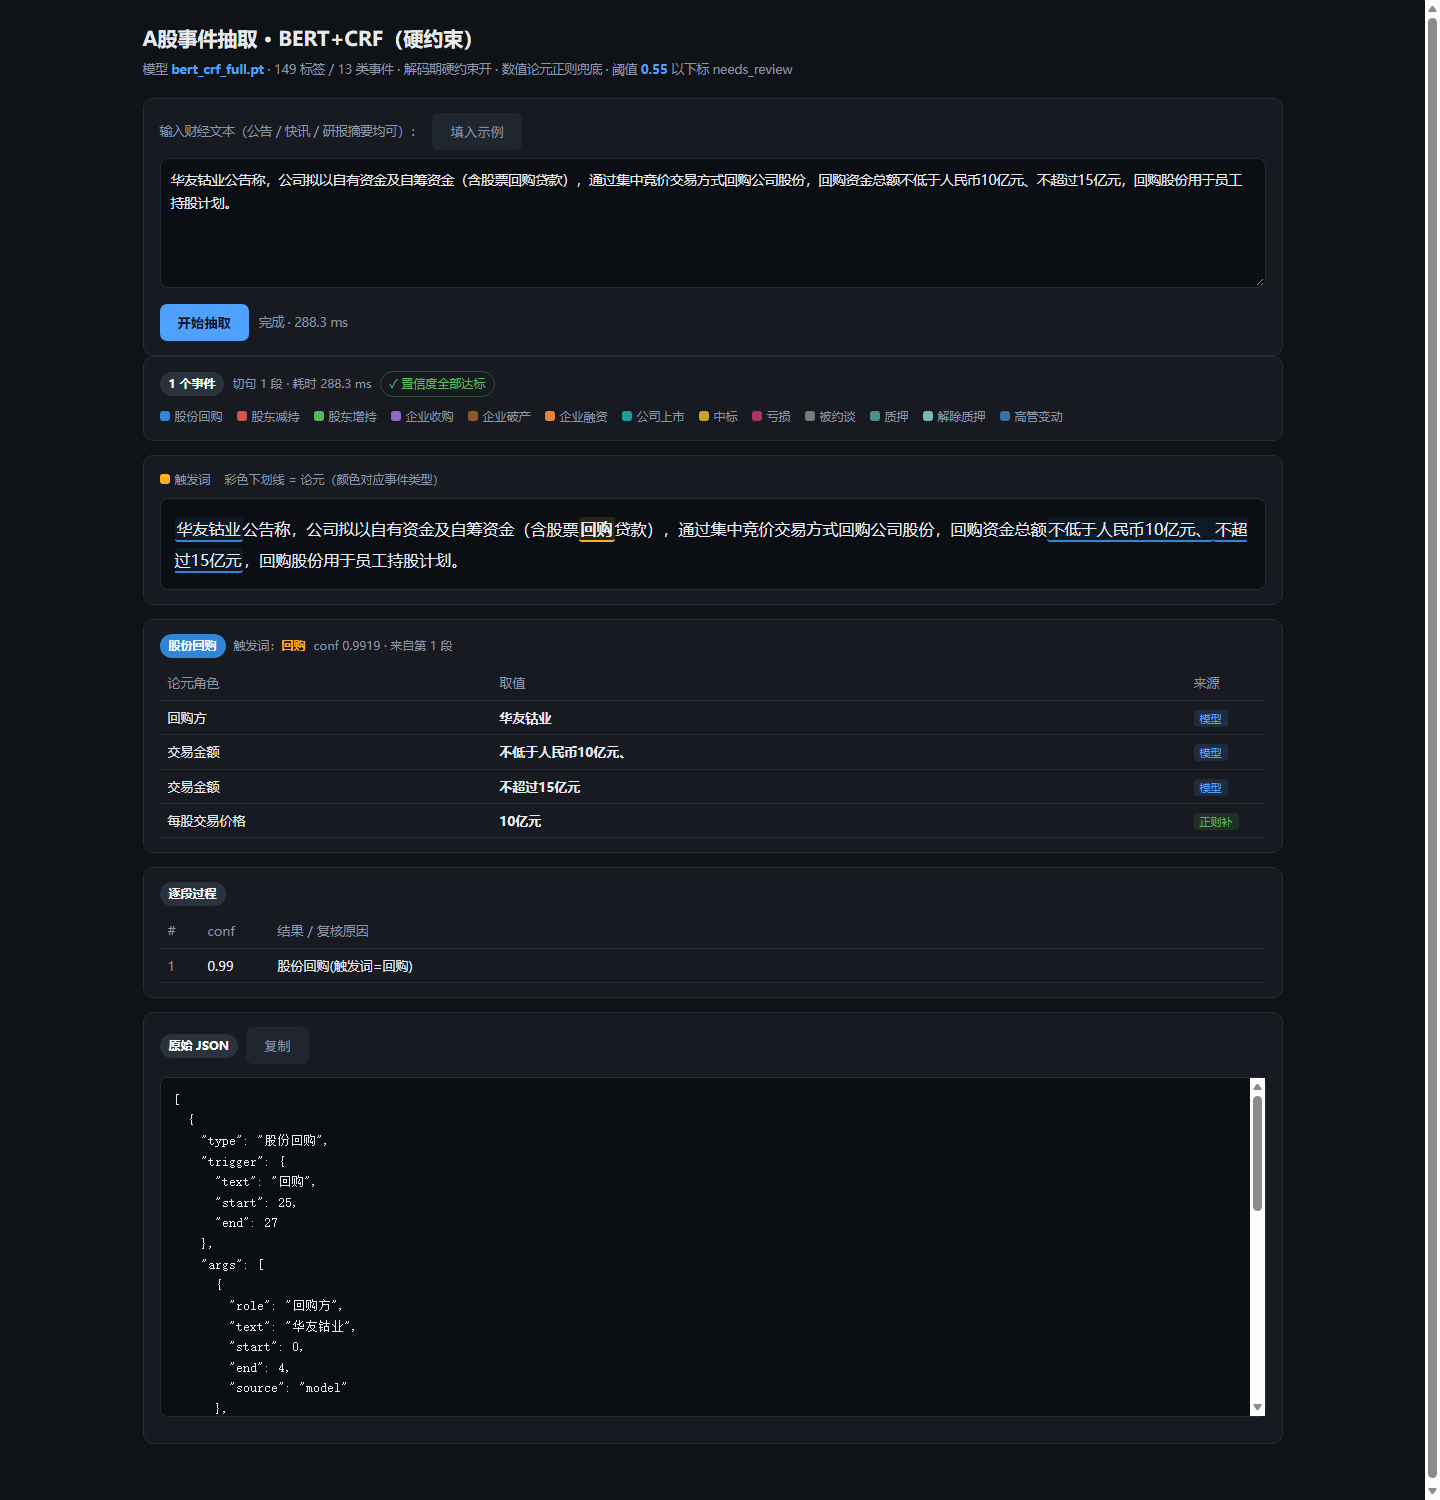 A股事件抽取 · BERT+CRF（硬约束）
模型 bert_crf_full.pt · 149 标签 / 13 类事件 · 解码期硬约束开 · 数值论元正则兜底 · 阈值 0.55 以下标 needs_review
输入财经文本（公告 / 快讯 / 研报摘要均可）： 填入示例
华友钴业公告称，公司拟以自有资金及自筹资金（含股票回购贷款），通过集中竞价交易方式回购公司股份，回购资金总额不低于人民币10亿元、不超过15亿元，回购股份用于员工
持股计划。
开始抽取 完成 · 288.3 ms
1 个事件 切句 1 段 · 耗时 288.3 ms ✓ 置信度全部达标
股份回购 股东减持 股东增持 企业收购 企业破产 企业融资 公司上市 中标 亏损 被约谈 质押 解除质押 高管变动
触发词 彩色下划线 = 论元（颜色对应事件类型）
华友钴业公告称，公司拟以自有资金及自筹资金（含股票回购贷款），通过集中竞价交易方式回购公司股份，回购资金总额不低于人民币10亿元、不超
过15亿元，回购股份用于员工持股计划。
股份回购 触发词：回购 conf 0.9919 · 来自第 1 段
论元角色 取值 来源
回购方 华友钴业 模型
交易金额 不低于人民币10亿元、 模型
交易金额 不超过15亿元 模型
每股交易价格 10亿元 正则补
逐段过程
# conf 结果 / 复核原因
1 0.99 股份回购(触发词=回购)
原始 JSON 复制
[
{
"type": "股份回购",
"trigger": {
"text": "回购",
"start": 25,
"end": 27
},
"args": [
{
"role": "回购方",
"text": "华友钴业",
"start": 0,
"end": 4,
"source": "model"
},